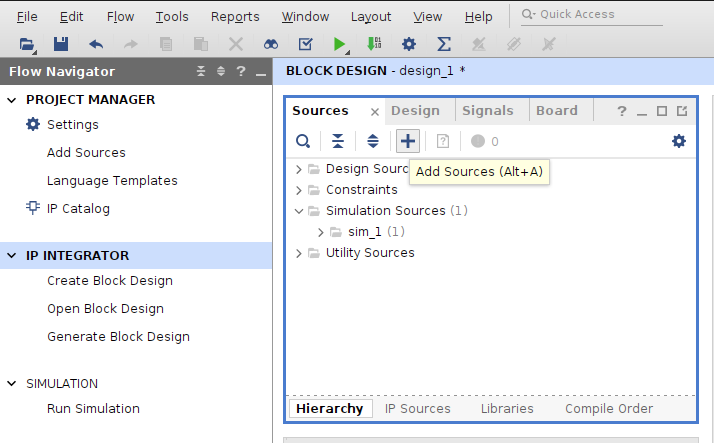 File Edit Flow Tools Reports Window Layout View Help Quick Access
Flow Navigator
PROJECT MANAGER
Settings
Add Sources
Language Templates
IP Catalog
IP INTEGRATOR
Create Block Design
Open Block Design
Generate Block Design
SIMULATION
Run Simulation
BLOCK DESIGN - design_1 *
Sources Design Signals Board
0
Add Sources (Alt+A)
Design Sourc
Constraints
Simulation Sources (1)
sim_1 (1)
Utility Sources
Hierarchy IP Sources Libraries Compile Order